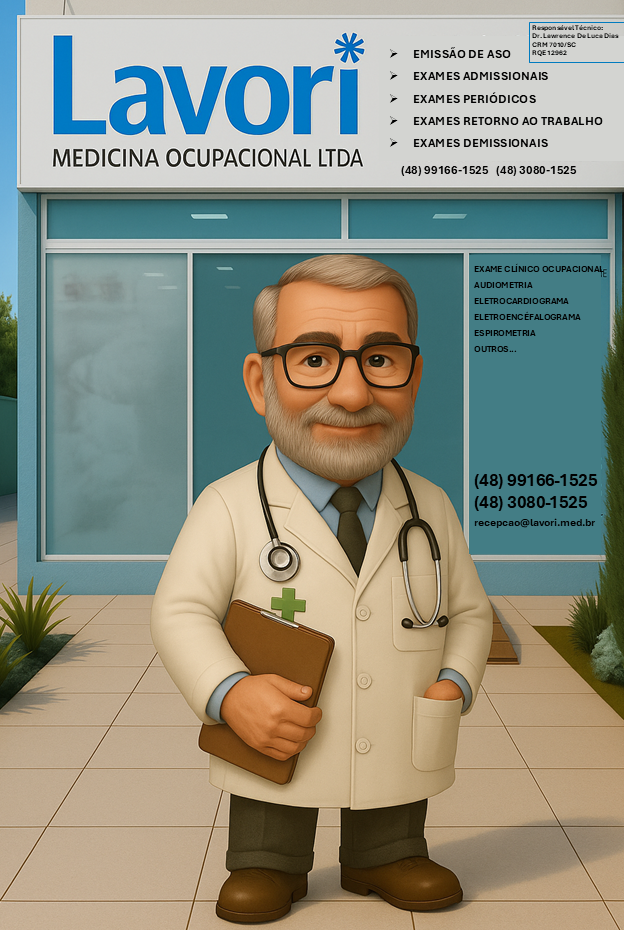 Lavori
MEDICINA OCUPACIONAL LTDA
Responsável Técnico:
Dr. Lawrence De Luca Dias
CRM 7010/SC
RQE 12962
➤ EMISSÃO DE ASO
➤ EXAMES ADMISSIONAIS
➤ EXAMES PERIÓDICOS
➤ EXAMES RETORNO AO TRABALHO
➤ EXAMES DEMISSIONAIS
(48) 99166-1525 (48) 3080-1525
EXAME CLÍNICO OCUPACIONAL
AUDIOMETRIA
ELETROCARDIOGRAMA
ELETROENCÉFALOGRAMA
ESPIROMETRIA
OUTROS...
(48) 99166-1525
(48) 3080-1525
recepcao@lavori.med.br